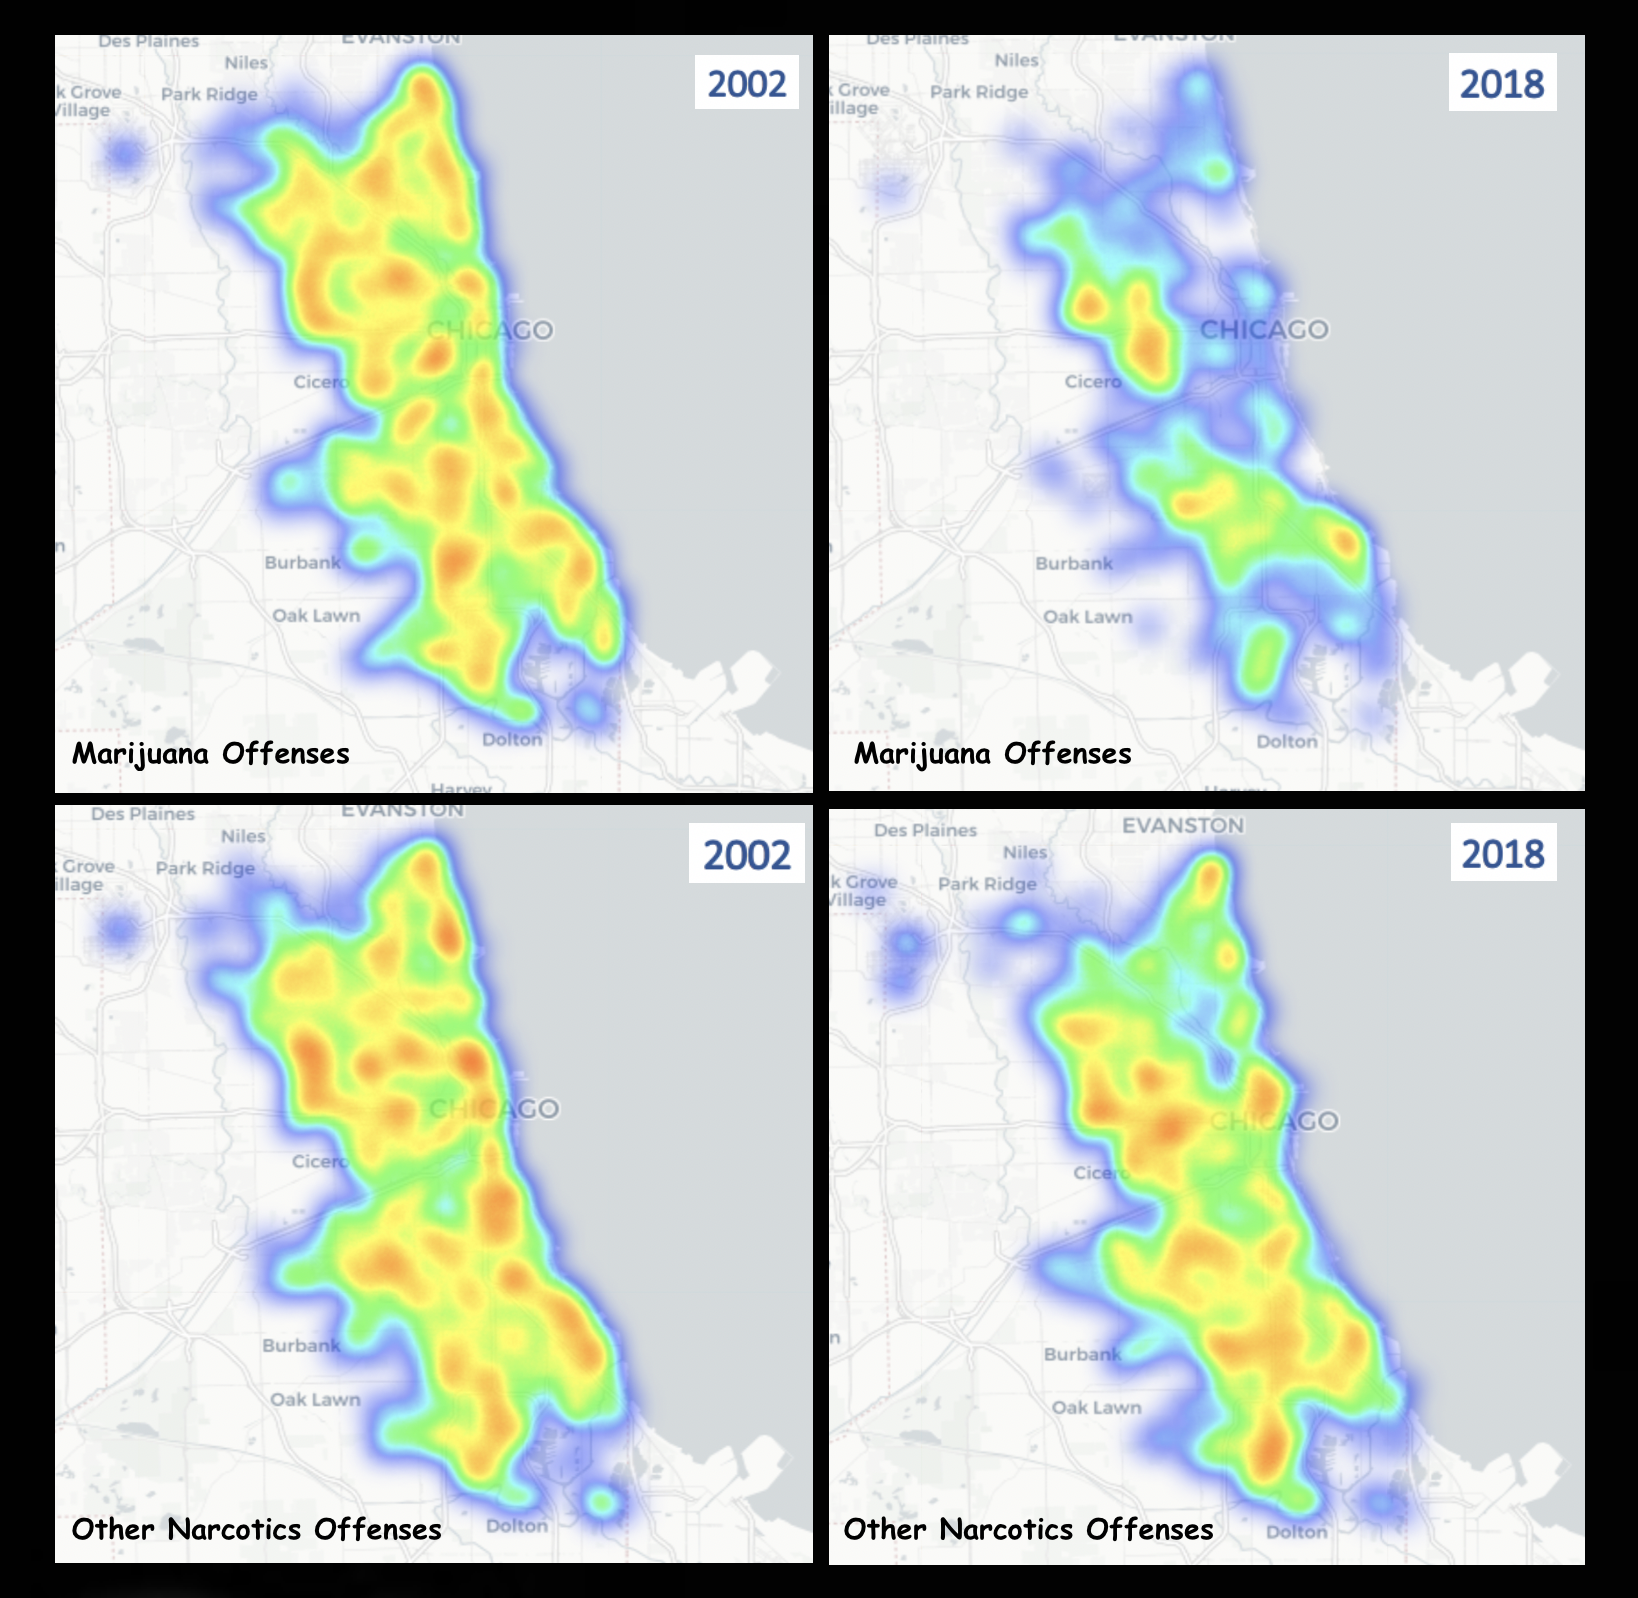 Des Plaines
EVANSTON
Niles
k Grove
Village
Park Ridge
2002
CHICAGO
Cicero
Burbank
Oak Lawn
Dolton
Marijuana Offenses
Harvey
Des Plaines
EVANSTON
Niles
k Grove
illage
Park Ridge
2018
CHICAGO
Cicero
Burbank
Oak Lawn
Dolton
Marijuana Offenses
Harvey
Des Plaines
EVANSTON
Niles
k Grove
illage
Park Ridge
2002
CHICAGO
Cicero
Burbank
Oak Lawn
Dolton
Other Narcotics Offenses
Des Plaines
EVANSTON
Niles
k Grove
Village
Park Ridge
2018
CHICAGO
Cicero
Burbank
Oak Lawn
Dolton
Other Narcotics Offenses